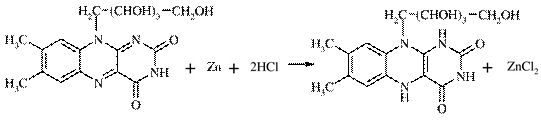 H₂C—(CHOH)₃—CH₂OH H₂C—(CHOH)₃—CH₂OH
H
H₃C N N O H₃C N N O
+ Zn + 2HCl + ZnCl₂
H₃C N NH H₃C N NH
H
O O